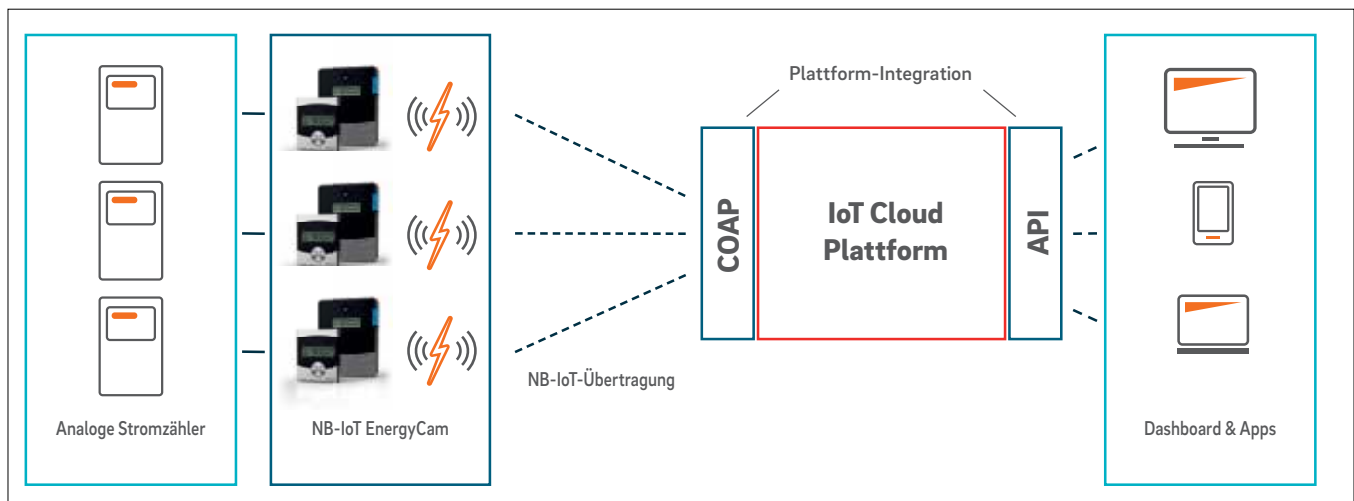 Plattform-Integration
COAP
IoT Cloud
Plattform
API
NB-IoT-Übertragung
Analoge Stromzähler
NB-IoT EnergyCam
Dashboard & Apps